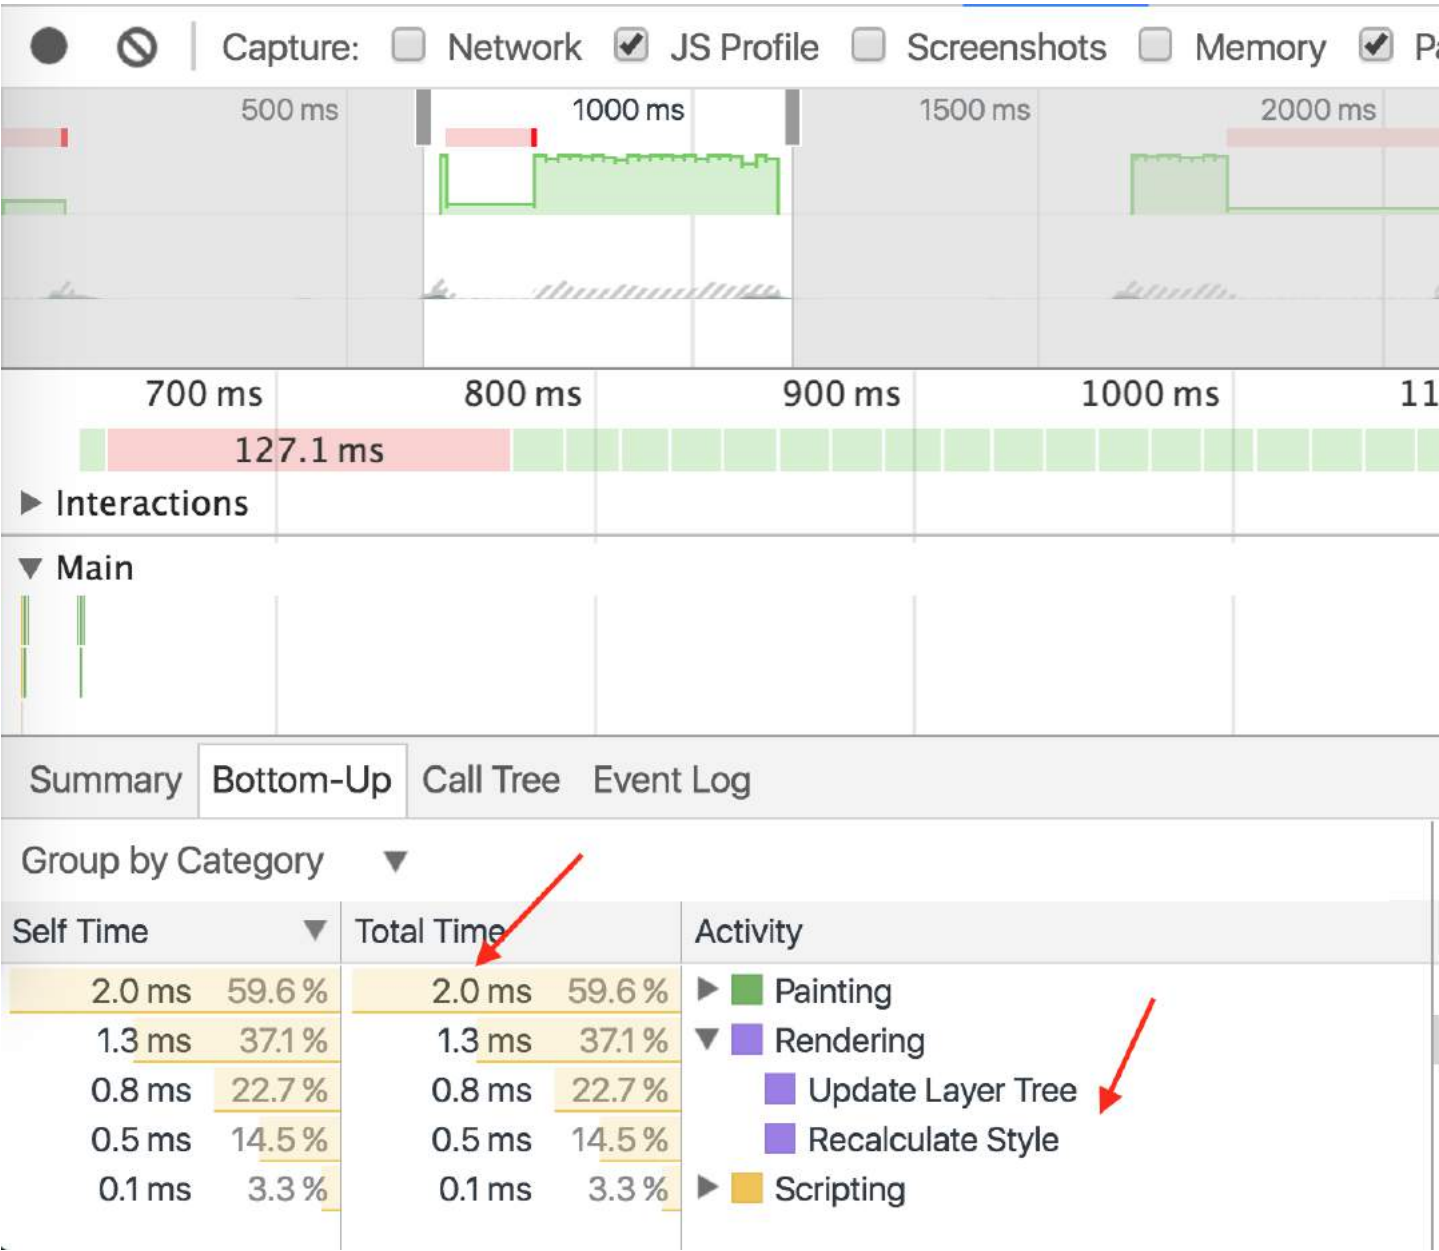 Capture: Network JS Profile Screenshots Memory Pa
500 ms 1000 ms 1500 ms 2000 ms
700 ms 800 ms 900 ms 1000 ms 11
127.1 ms
Interactions
Main
Summary Bottom-Up Call Tree Event Log
Group by Category
Self Time Total Time Activity
2.0 ms 59.6 % 2.0 ms 59.6 % Painting
1.3 ms 37.1 % 1.3 ms 37.1 % Rendering
0.8 ms 22.7 % 0.8 ms 22.7 % Update Layer Tree
0.5 ms 14.5 % 0.5 ms 14.5 % Recalculate Style
0.1 ms 3.3 % 0.1 ms 3.3 % Scripting